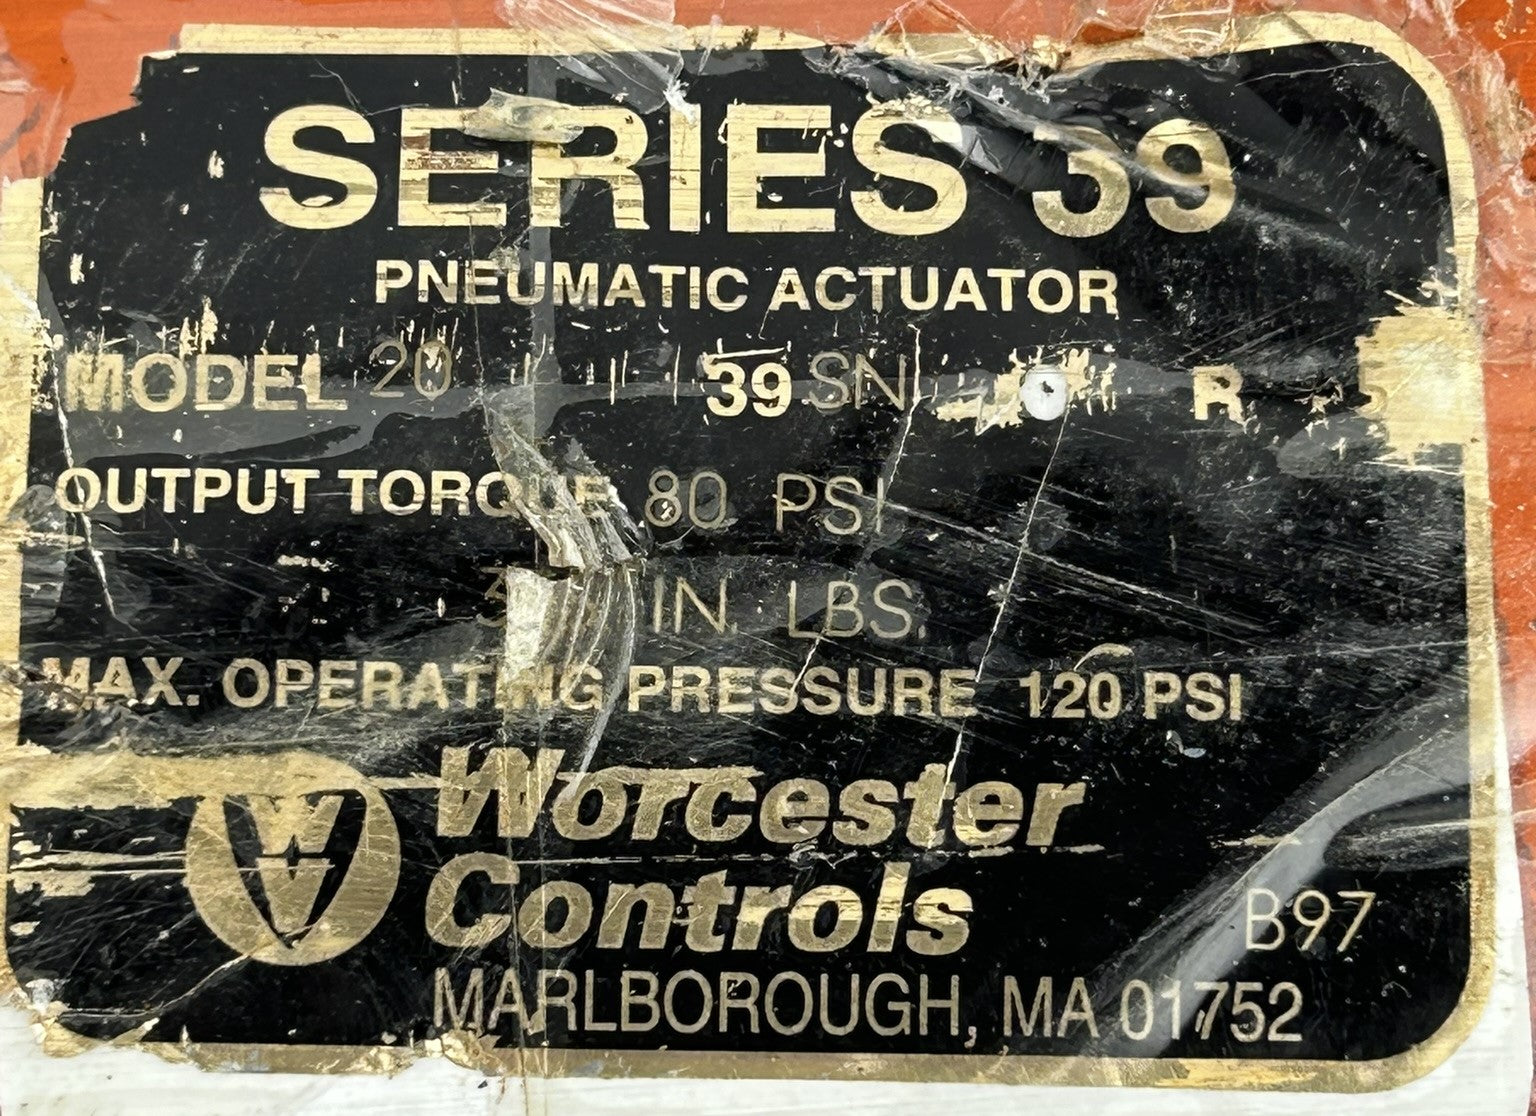 SERIES 39
PNEUMATIC ACTUATOR
MODEL 20 39 SN R
OUTPUT TORQUE 80 PSI
IN. LBS.
MAX. OPERATING PRESSURE 120 PSI
Worcester
Controls
B97
MARLBOROUGH, MA 01752